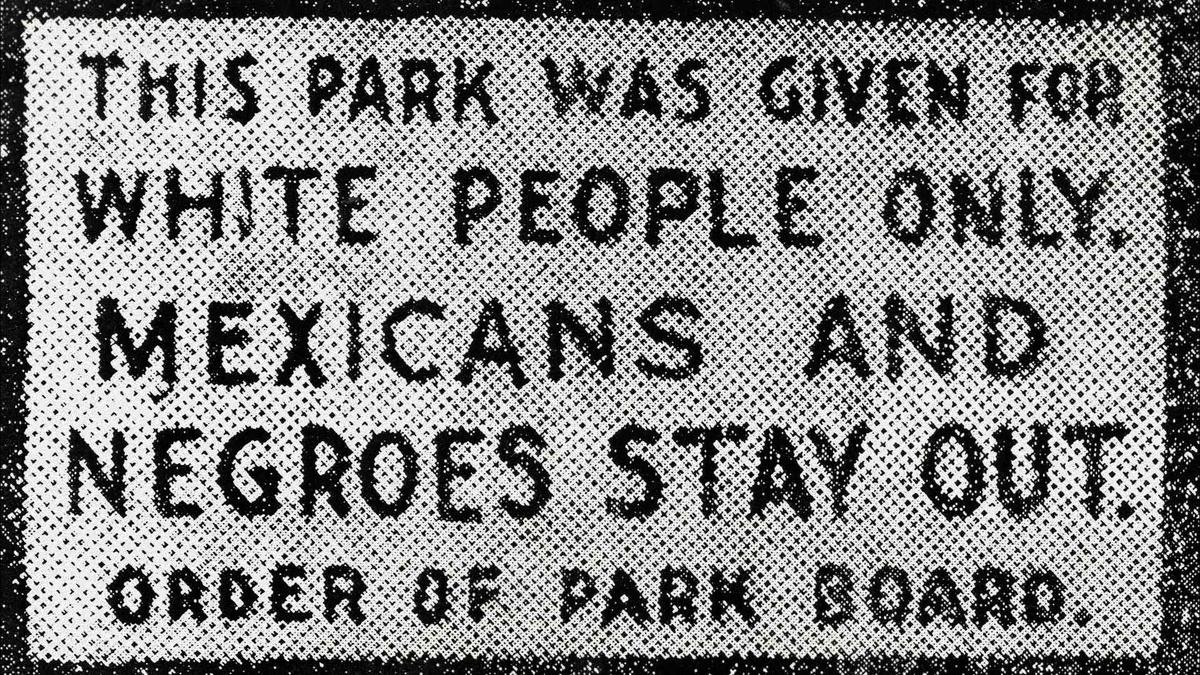 THIS PARK WAS GIVEN FOR
WHITE PEOPLE ONLY.
MEXICANS AND
NEGROES STAY OUT.
ORDER OF PARK BOARD.